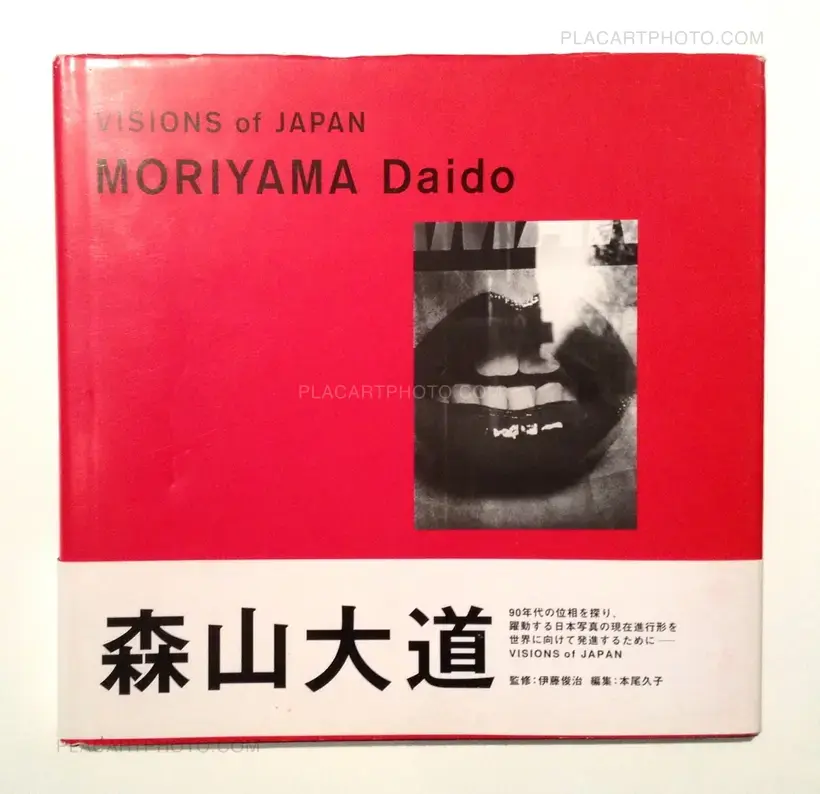 PLACARTPHOTO.COM
VISIONS of JAPAN
MORIYAMA Daido
PLACARTPHOTO.COM
森山大道
90年代の位相を探り、
躍動する日本写真の現在進行形を
世界に向けて発進するために——
VISIONS of JAPAN
監修:伊藤俊治 編集:本尾久子
PLACARTPHOTO.COM